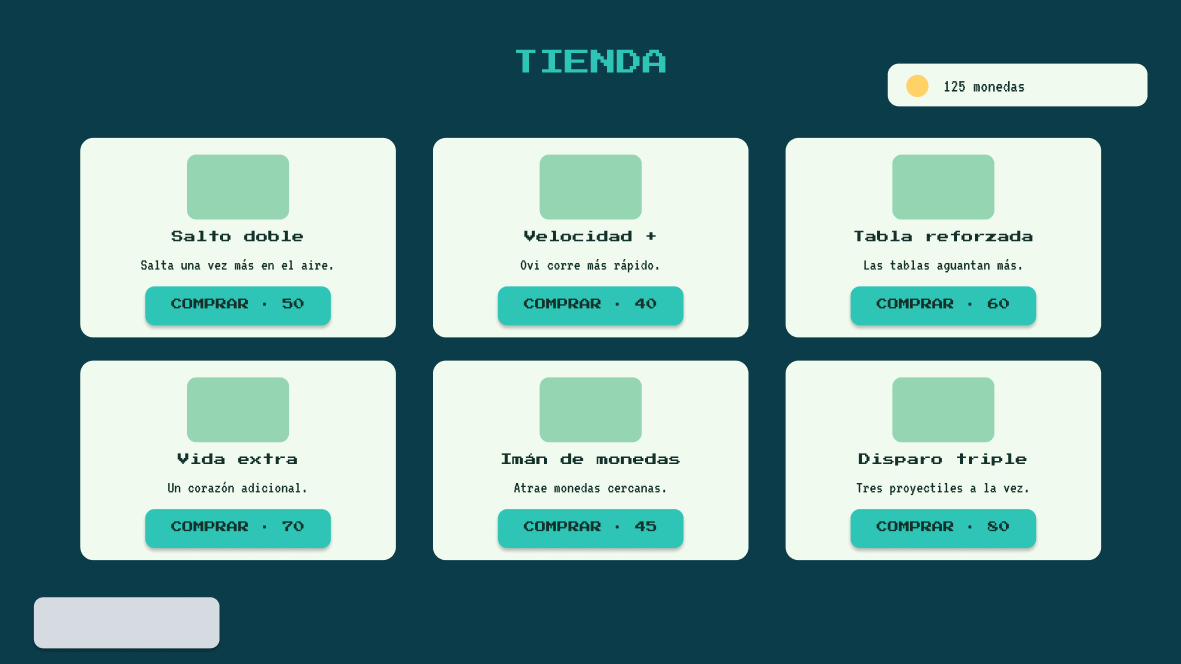 TIENDA
125 monedas
Salto doble
Salta una vez más en el aire.
COMPRAR · 50
Velocidad +
Ovi corre más rápido.
COMPRAR · 40
Tabla reforzada
Las tablas aguantan más.
COMPRAR · 60
Vida extra
Un corazón adicional.
COMPRAR · 70
Imán de monedas
Atrae monedas cercanas.
COMPRAR · 45
Disparo triple
Tres proyectiles a la vez.
COMPRAR · 80